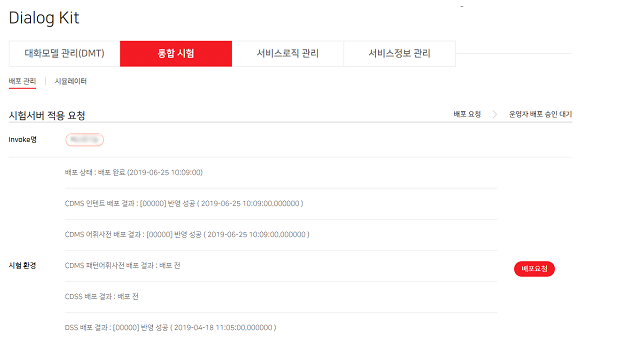 Dialog Kit
대화모델 관리(DMT)
통합 시험
서비스로직 관리
서비스정보 관리
배포 관리
시뮬레이터
시험서버 적용 요청
배포 요청
운영자 배포 승인 대기
Invoke명
배포 상태 : 배포 완료 (2019-06-25 10:09:00)
CDMS 인텐트 배포 결과 : [00000] 반영 성공 ( 2019-06-25 10:09:00.000000 )
CDMS 어휘사전 배포 결과 : [00000] 반영 성공 ( 2019-06-25 10:09:00.000000 )
시험 환경
CDMS 패턴어휘사전 배포 결과 : 배포 전
배포요청
CDSS 배포 결과 : 배포 전
DSS 배포 결과 : [00000] 반영 성공 ( 2019-04-18 11:05:00.000000 )